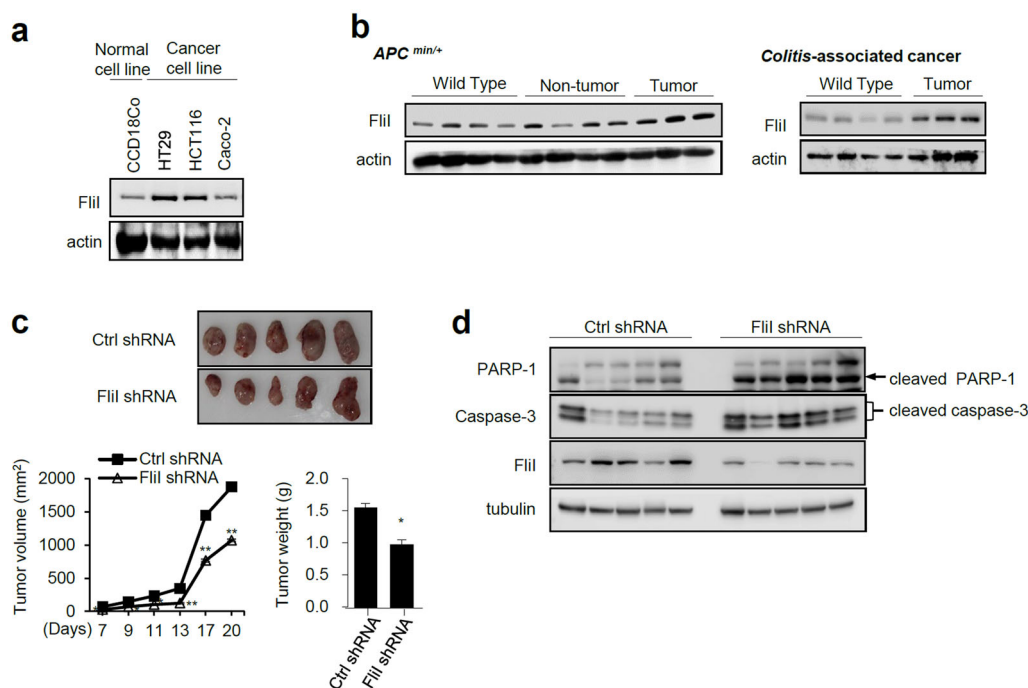 a
Normal cell line
Cancer cell line
CCD18Co
HT29
HCT116
Caco-2
FliI
actin
b
APC min/+
Wild Type
Non-tumor
Tumor
FliI
actin
Colitis-associated cancer
Wild Type
Tumor
FliI
actin
c
Ctrl shRNA
FliI shRNA
Ctrl shRNA
FliI shRNA
Tumor volume (mm²)
2000
1500
1000
500
0
** ** **
(Days) 7 9 11 13 17 20
Tumor weight (g)
2.0
1.5
1.0
1.5
0.0
*
Ctrl shRNA
FliI shRNA
d
Ctrl shRNA
FliI shRNA
PARP-1
cleaved PARP-1
Caspase-3
cleaved caspase-3
FliI
tubulin